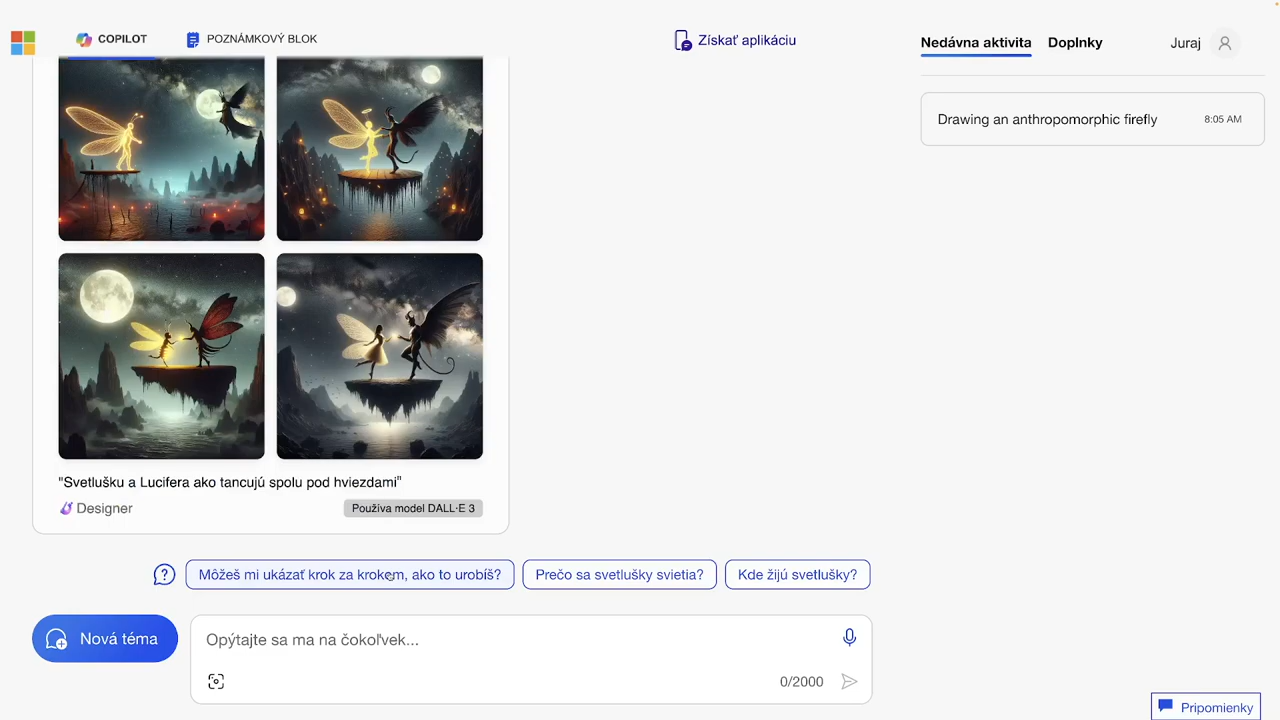 COPILOT
POZNÁMKOVÝ BLOK
Získať aplikáciu
Nedávna aktivita
Doplnky
Juraj
Drawing an anthropomorphic firefly
8:05 AM
"Svetlušku a Lucifera ako tancujú spolu pod hviezdami"
Designer
Používa model DALL·E 3
Môžeš mi ukázať krok za krokem, ako to urobíš?
Prečo sa svetlušky svietia?
Kde žijú svetlušky?
Nová téma
Opýtajte sa ma na čokoľvek...
0/2000
Pripomienky